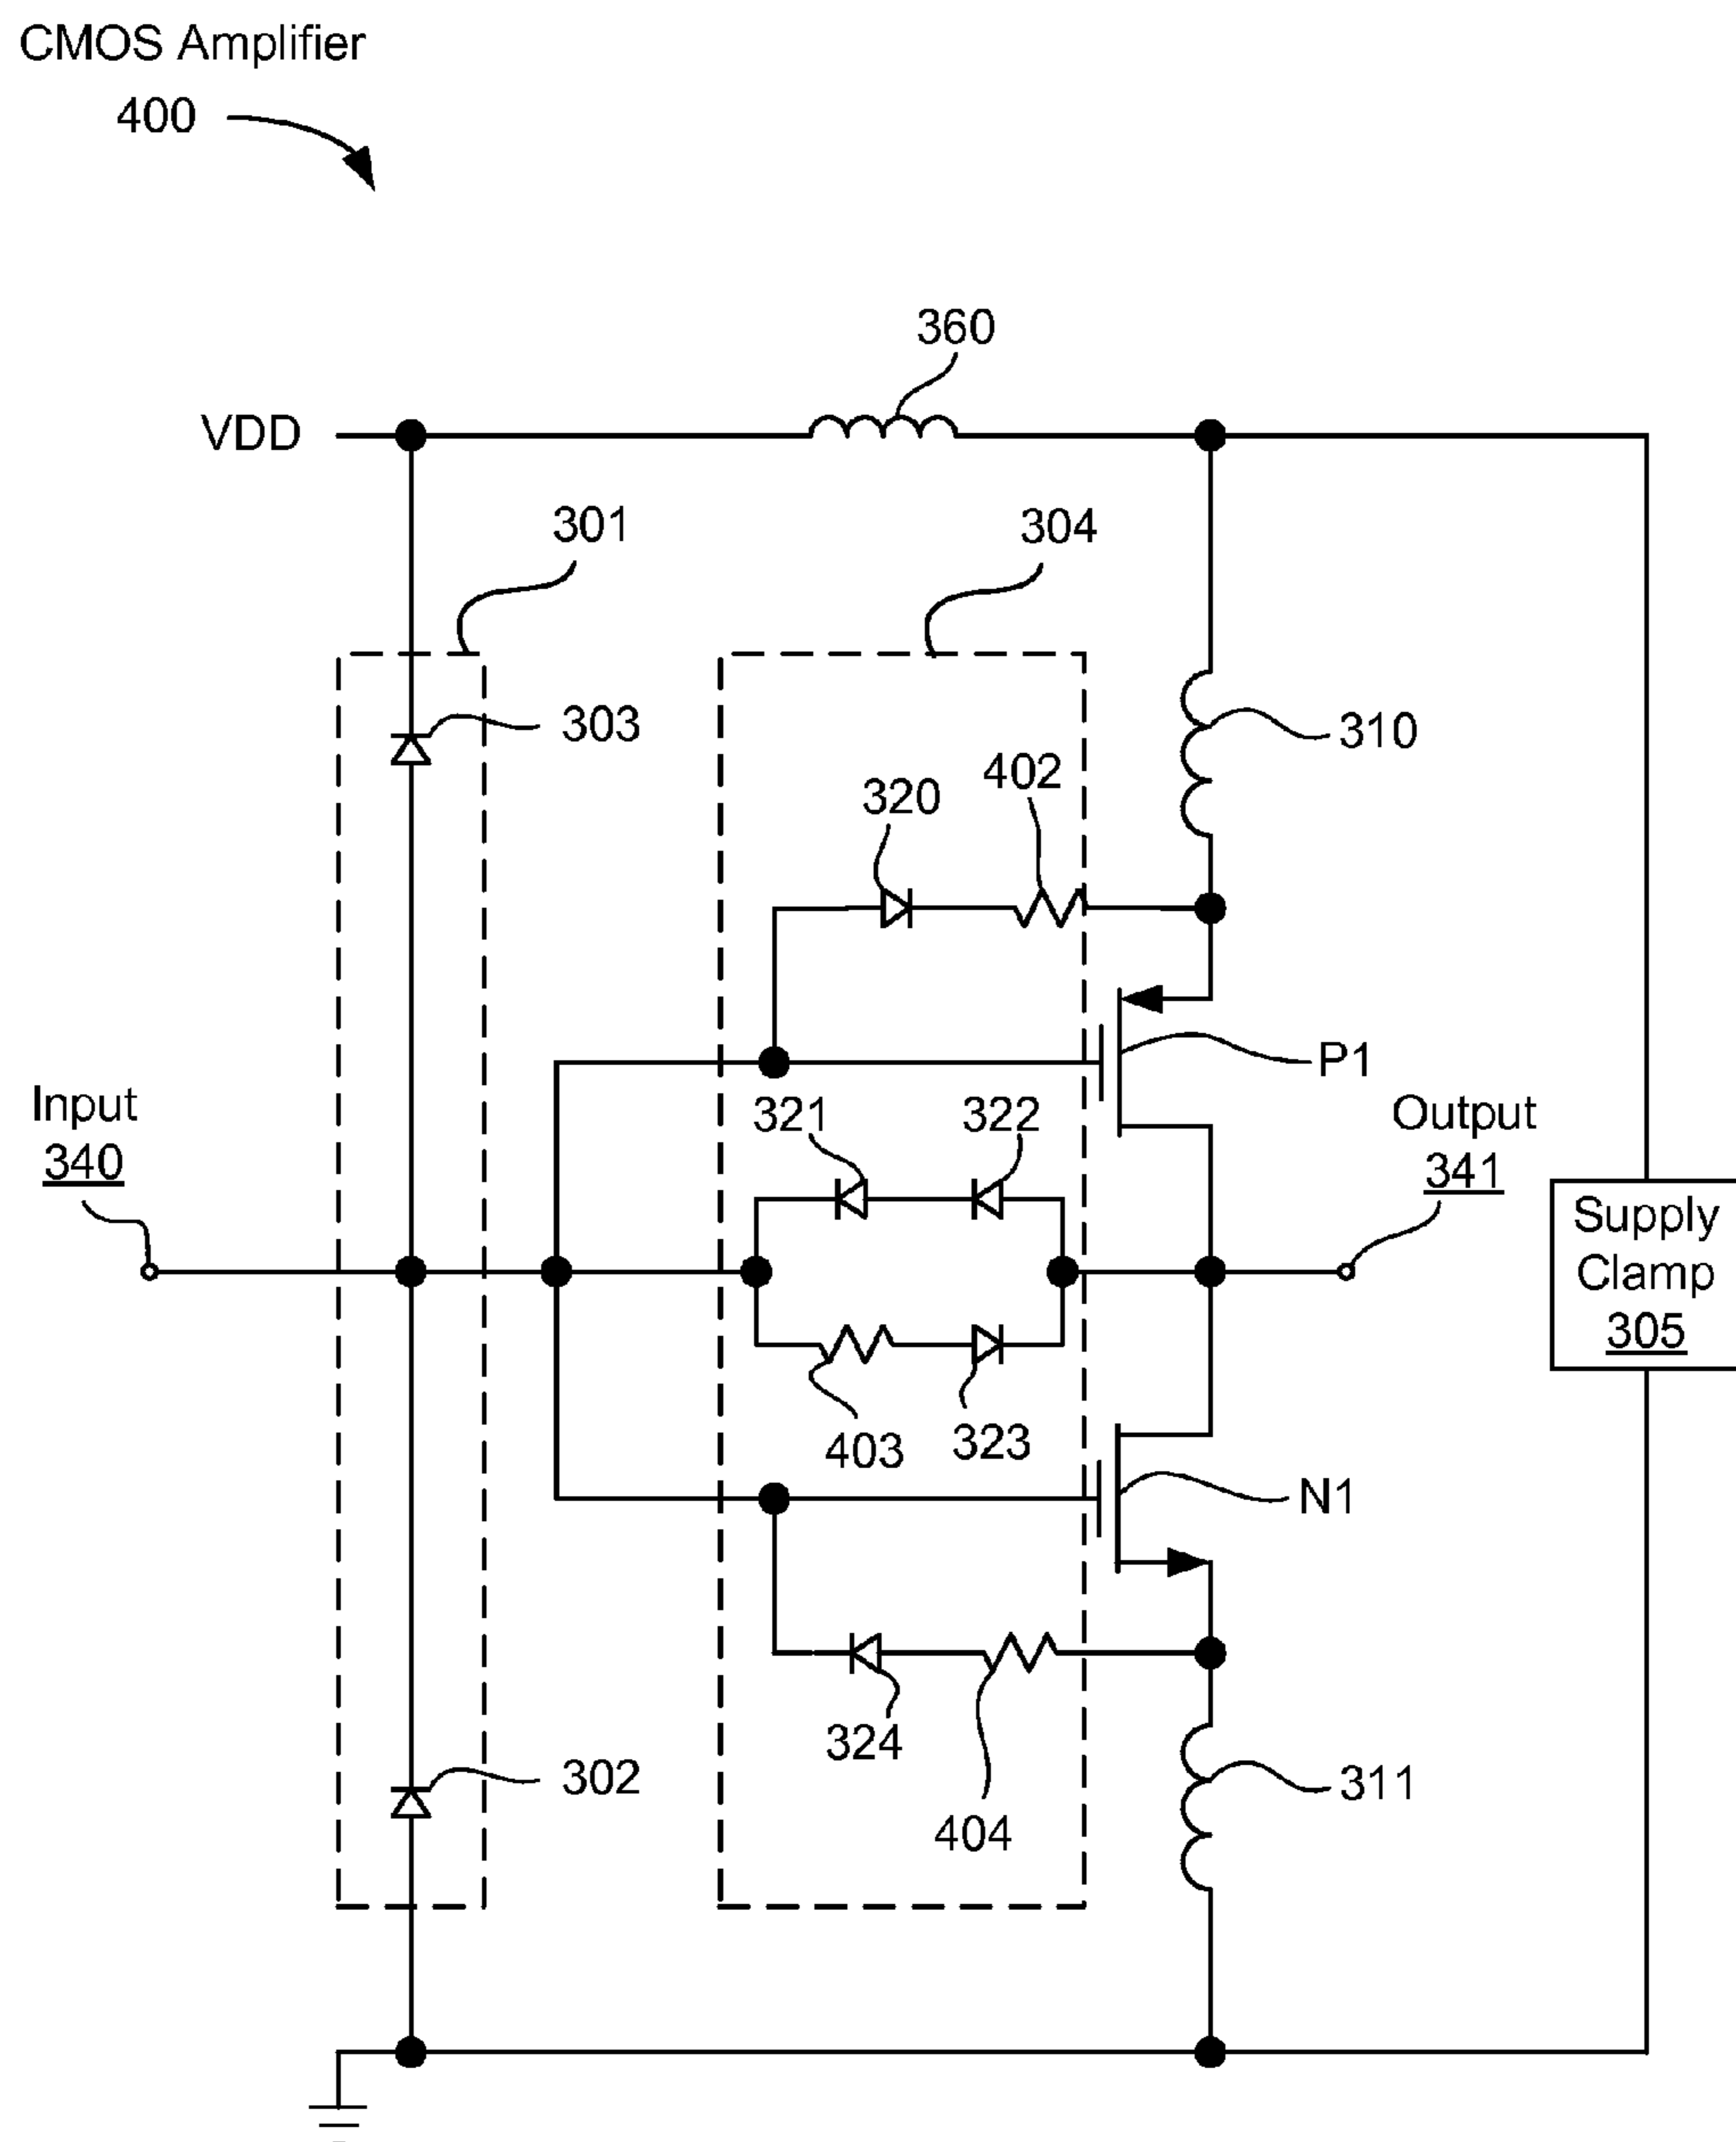 CMOS Amplifier
400
360
VDD
301
304
303
310
402
320
P1
321
322
Input
340
Output
341
Supply
Clamp
305
403
323
N1
324
302
311
404